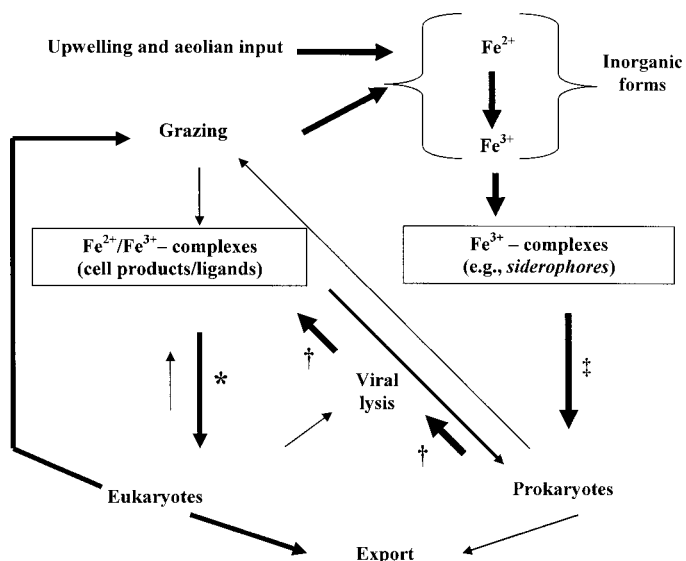 Upwelling and aeolian input
Fe²⁺
Inorganic
forms
Grazing
Fe³⁺
Fe²⁺/Fe³⁺– complexes
(cell products/ligands)
Fe³⁺ – complexes
(e.g., siderophores)
†
‡
*
Viral
lysis
†
Eukaryotes
Prokaryotes
Export